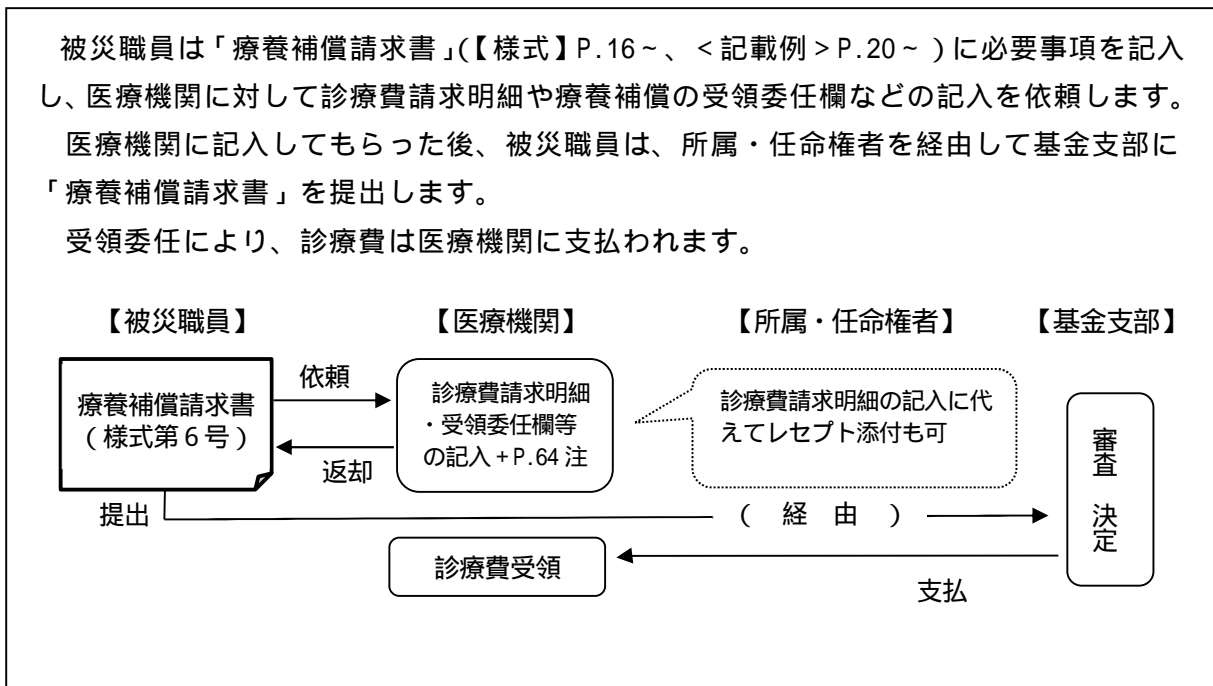 被災職員は「療養補償請求書」(【様式】P.16~、<記載例>P.20~)に必要事項を記入
し、医療機関に対して診療費請求明細や療養補償の受領委任欄などの記入を依頼します。
医療機関に記入してもらった後、被災職員は、所属・任命権者を経由して基金支部に
「療養補償請求書」を提出します。
受領委任により、診療費は医療機関に支払われます。
【被災職員】
【医療機関】
【所属・任命権者】
【基金支部】
療養補償請求書
(様式第6号)
依頼
返却
診療費請求明細
・受領委任欄等
の記入+P.64注
診療費請求明細の記入に代
えてレセプト添付も可
審査 決定
提出
(経由)
診療費受領
支払